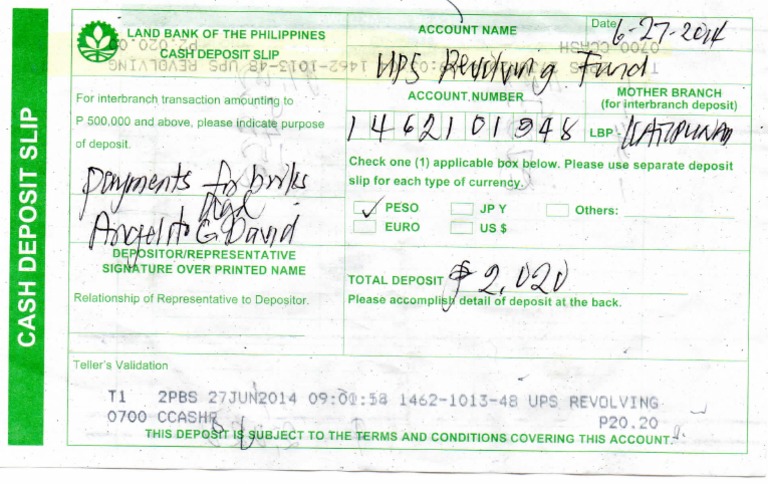 CASH DEPOSIT SLIP
LAND BANK OF THE PHILIPPINES
CASH DEPOSIT SLIP
ACCOUNT NAME
UPS Revolving Fund
Date 6-27-2014
For interbranch transaction amounting to
P 500,000 and above, please indicate purpose
of deposit.
payments for
Angelito G. David
DEPOSITOR/REPRESENTATIVE
SIGNATURE OVER PRINTED NAME
Relationship of Representative to Depositor.
ACCOUNT NUMBER
1462101348
MOTHER BRANCH
(for interbranch deposit)
LBP - KATIPUNAN
Check one (1) applicable box below. Please use separate deposit
slip for each type of currency.
✓ PESO
JP Y
Others:
EURO
US $
TOTAL DEPOSIT ₱ 2,020
Please accomplish detail of deposit at the back.
Teller's Validation
T1 2PBS 27JUN2014 09:01:58 1462-1013-48 UPS REVOLVING
0700 CCASHR P20.20
THIS DEPOSIT IS SUBJECT TO THE TERMS AND CONDITIONS COVERING THIS ACCOUNT.